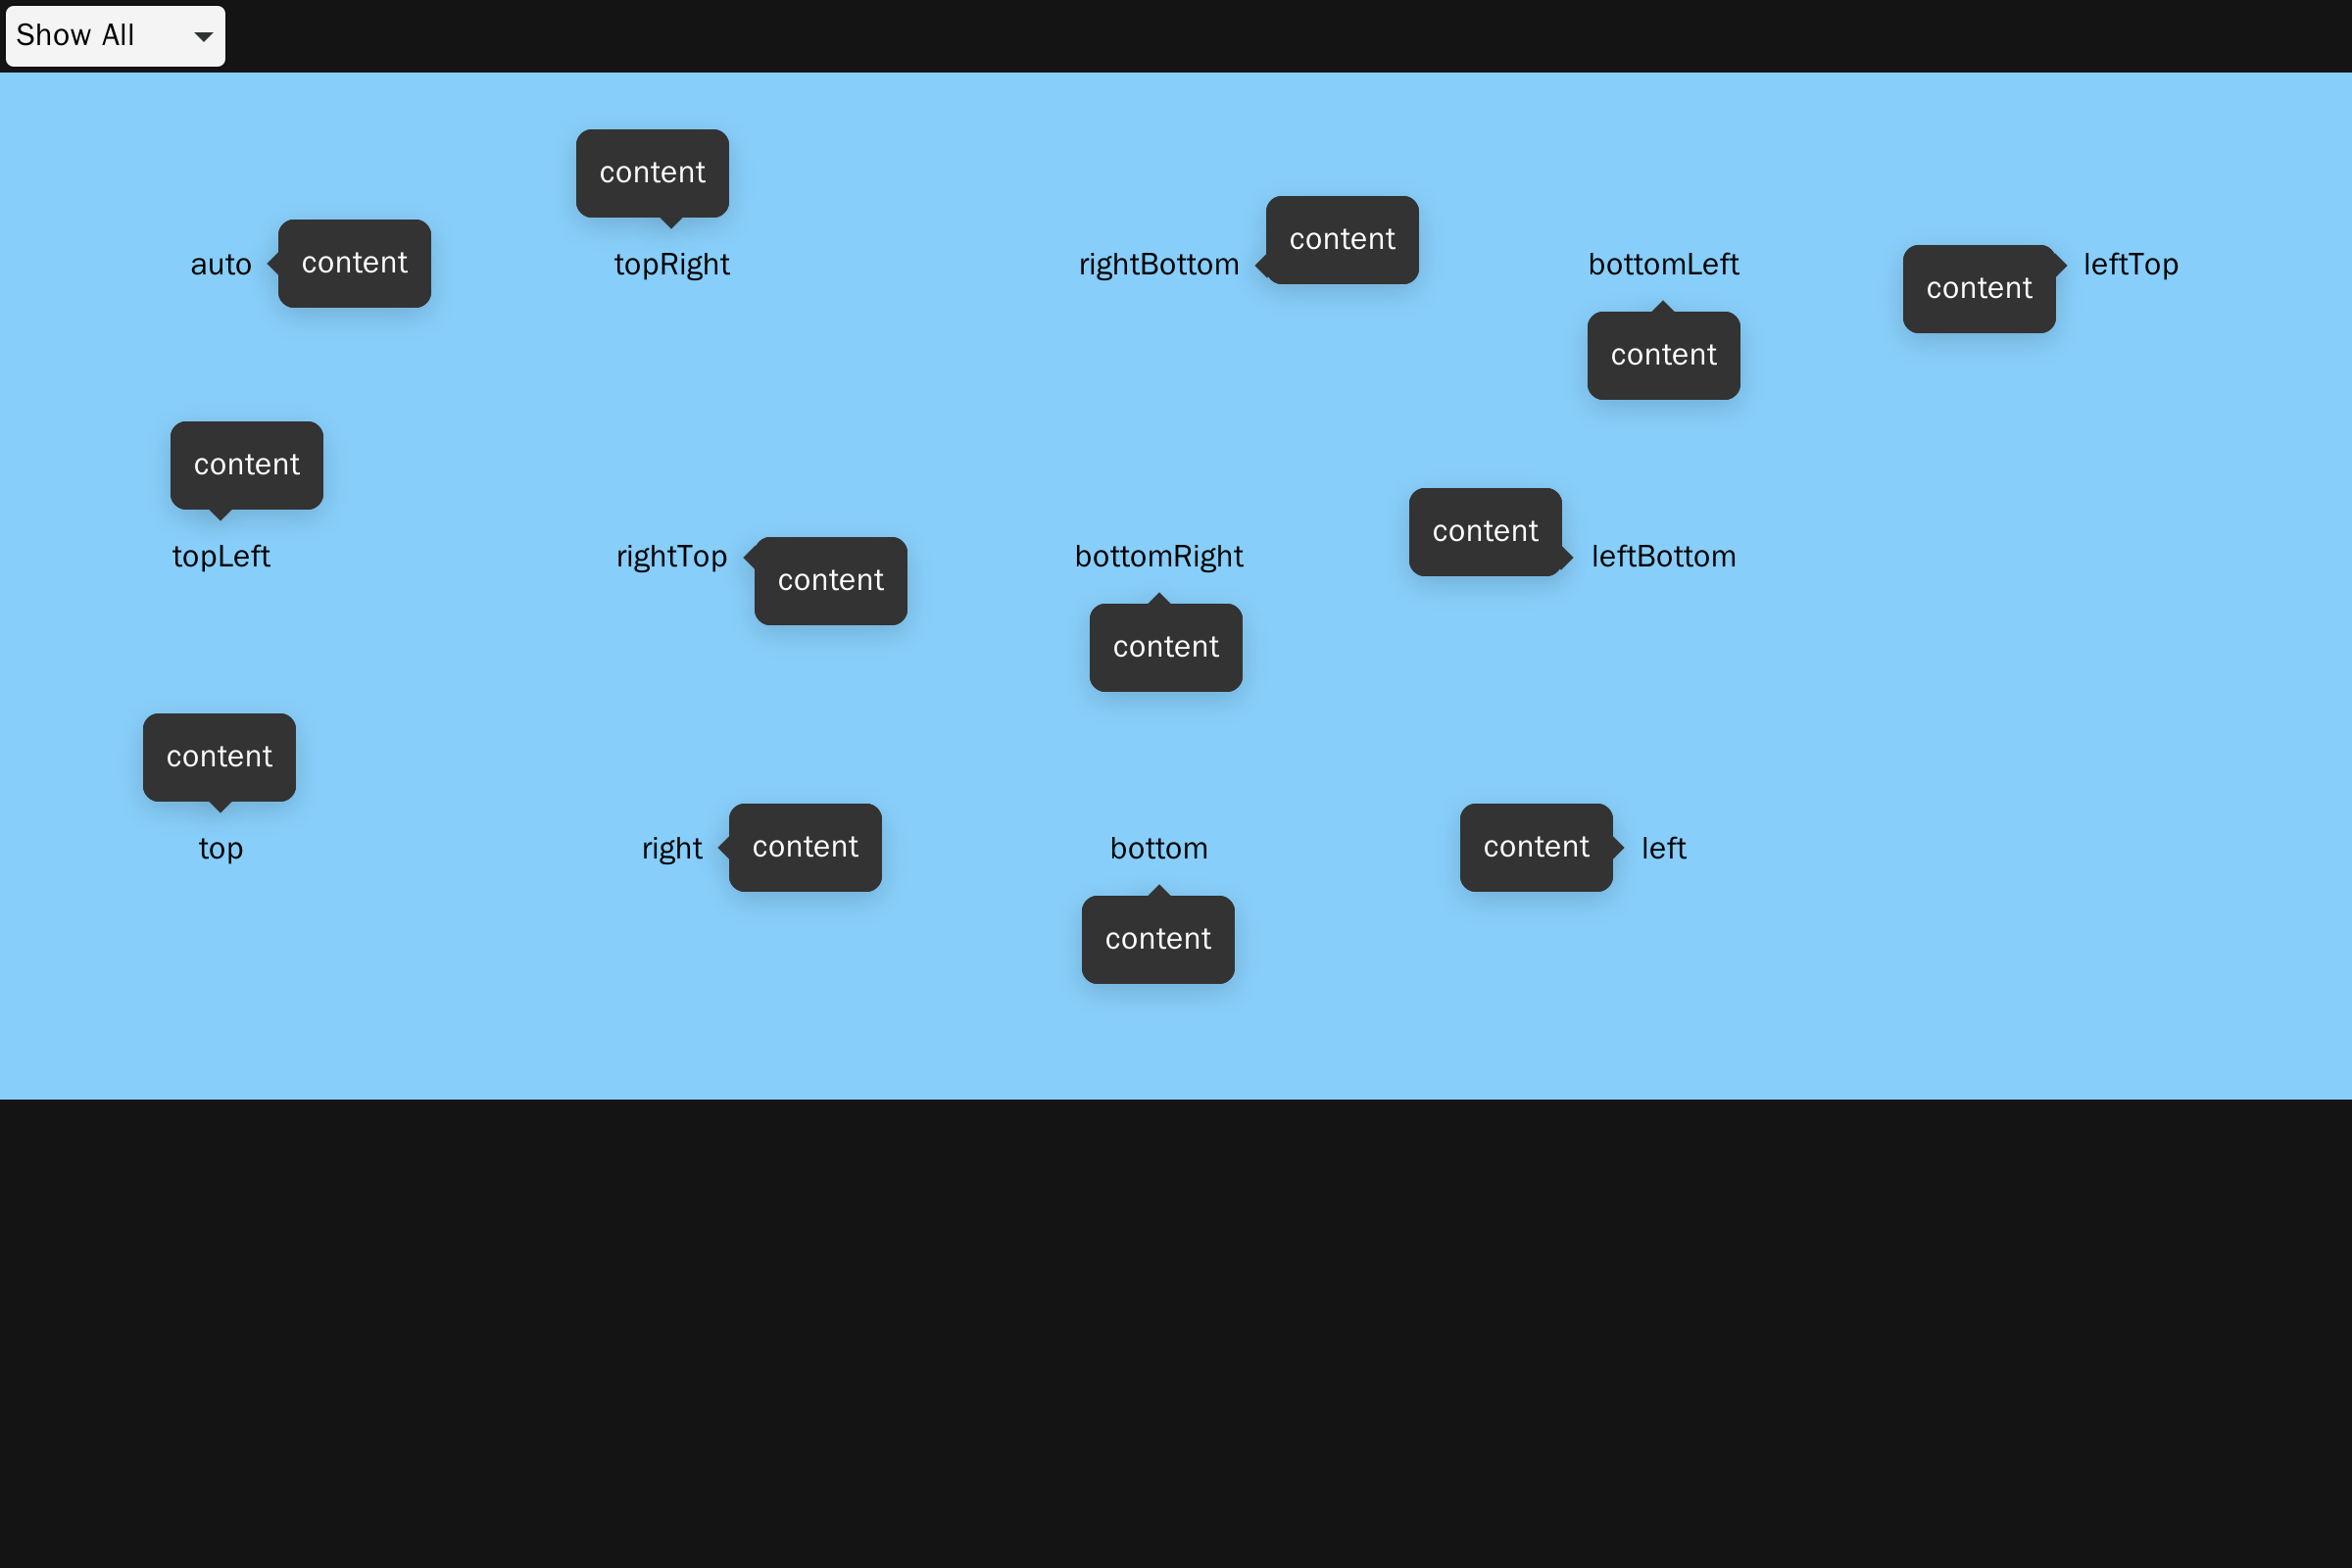 Show All
content
topRight
auto
content
rightBottom
content
bottomLeft
content
content
leftTop
content
topLeft
rightTop
content
bottomRight
content
content
leftBottom
content
top
right
content
bottom
content
content
left